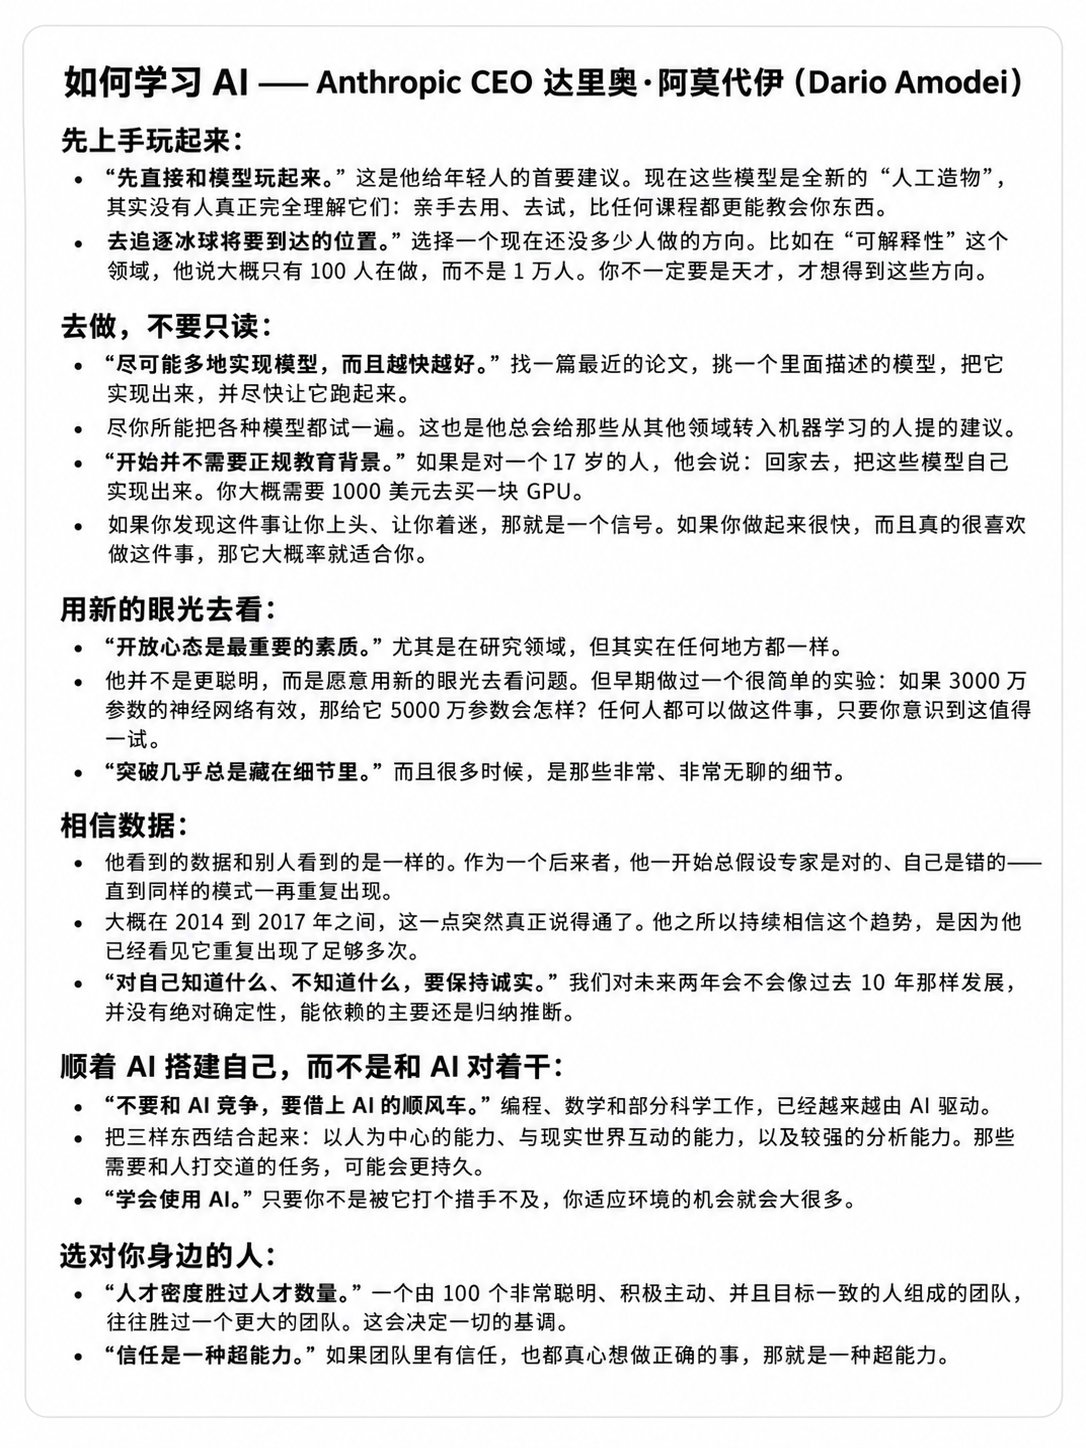 如何学习 AI —— Anthropic CEO 达里奥·阿莫代伊（Dario Amodei）
先上手玩起来：
• “先直接和模型玩起来。”这是他给年轻人的首要建议。现在这些模型是全新的“人工造物”，
其实没有人真正完全理解它们：亲手去用、去试，比任何课程都更能教会你东西。
• 去追逐冰球将要到达的位置。”选择一个现在还没多少人做的方向。比如在“可解释性”这个
领域，他说大概只有 100 人在做，而不是 1 万人。你不一定要是天才，才想得到这些方向。
去做，不要只读：
• “尽可能多地实现模型，而且越快越好。”找一篇最近的论文，挑一个里面描述的模型，把它
实现出来，并尽快让它跑起来。
• 尽你所能把各种模型都试一遍。这也是他总会给那些从其他领域转入机器学习的人提的建议。
• “开始并不需要正规教育背景。”如果是对一个 17 岁的人，他会说：回家去，把这些模型自己
实现出来。你大概需要 1000 美元去买一块 GPU。
• 如果你发现这件事让你上头、让你着迷，那就是一个信号。如果你做起来很快，而且真的很喜欢
做这件事，那它大概率就适合你。
用新的眼光去看：
• “开放心态是最重要的素质。”尤其是在研究领域，但其实在任何地方都一样。
• 他并不是更聪明，而是愿意用新的眼光去看问题。但早期做过一个很简单的实验：如果 3000 万
参数的神经网络有效，那给它 5000 万参数会怎样？任何人都可以做这件事，只要你意识到这值得
一试。
• “突破几乎总是藏在细节里。”而且很多时候，是那些非常、非常无聊的细节。
相信数据：
• 他看到的数据和别人看到的是一样的。作为一个后来者，他一开始总假设专家是对的、自己是错的——
直到同样的模式一再重复出现。
• 大概在 2014 到 2017 年之间，这一点突然真正说得通了。他之所以持续相信这个趋势，是因为他
已经看见它重复出现了足够多次。
• “对自己知道什么、不知道什么，要保持诚实。”我们对未来两年会不会像过去 10 年那样发展，
并没有绝对确定性，能依赖的主要还是归纳推断。
顺着 AI 搭建自己，而不是和 AI 对着干：
• “不要和 AI 竞争，要借上 AI 的顺风车。”编程、数学和部分科学工作，已经越来越由 AI 驱动。
• 把三样东西结合起来：以人为中心的能力、与现实世界互动的能力，以及较强的分析能力。那些
需要和人打交道的任务，可能会更持久。
• “学会使用 AI。”只要你不是被它打个措手不及，你适应环境的机会就会大很多。
选对你身边的人：
• “人才密度胜过人才数量。”一个由 100 个非常聪明、积极主动、并且目标一致的人组成的团队，
往往胜过一个更大的团队。这会决定一切的基调。
• “信任是一种超能力。”如果团队里有信任，也都真心想做正确的事，那就是一种超能力。